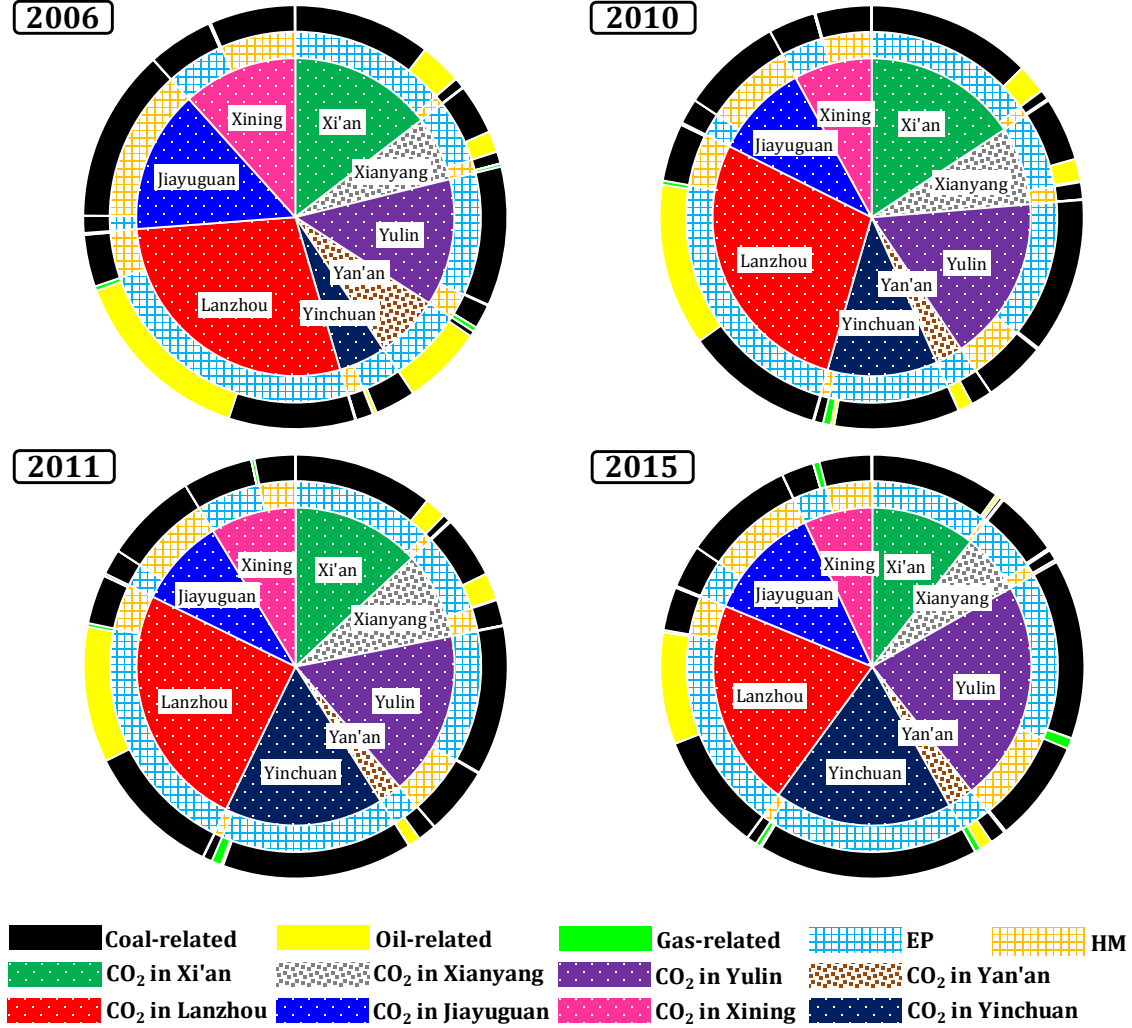 2006
2010
Xining
Xi'an
Xianyang
Jiayuguan
Yulin
Yan'an
Lanzhou
Yinchuan
Xining
Xi'an
Jiayuguan
Xianyang
Lanzhou
Yulin
Yan'an
Yinchuan
2011
2015
Xining
Xi'an
Jiayuguan
Xianyang
Lanzhou
Yulin
Yan'an
Yinchuan
Xining
Xi'an
Jiayuguan
Xianyang
Lanzhou
Yulin
Yan'an
Yinchuan
Coal-related Oil-related Gas-related EP HM
CO₂ in Xi'an CO₂ in Xianyang CO₂ in Yulin CO₂ in Yan'an
CO₂ in Lanzhou CO₂ in Jiayuguan CO₂ in Xining CO₂ in Yinchuan